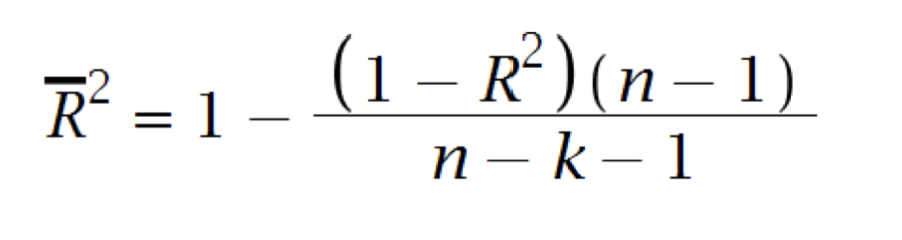 R̅² = 1 − (1 − R²)(n − 1) / n − k − 1